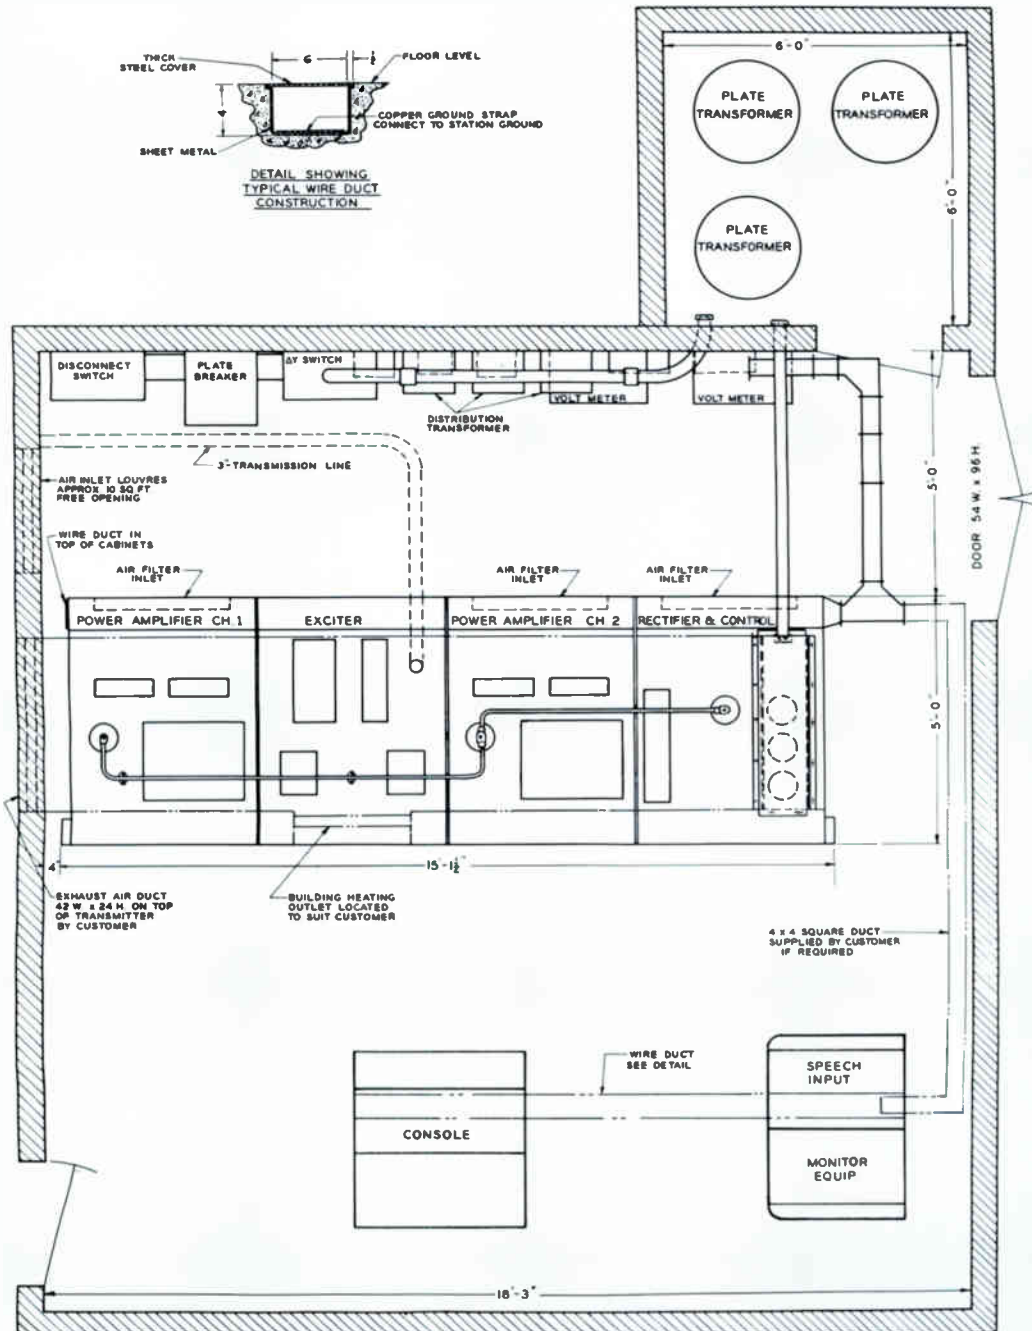 THICK
STEEL COVER
6
½
FLOOR LEVEL
4
COPPER GROUND STRAP
CONNECT TO STATION GROUND
SHEET METAL
DETAIL SHOWING
TYPICAL WIRE DUCT
CONSTRUCTION
6'-0"
PLATE
TRANSFORMER
PLATE
TRANSFORMER
PLATE
TRANSFORMER
6'-0"
DISCONNECT
SWITCH
PLATE
BREAKER
ΔY SWITCH
DISTRIBUTION
TRANSFORMER
VOLT METER
VOLT METER
3" TRANSMISSION LINE
AIR INLET LOUVRES
APPROX 10 SQ FT
FREE OPENING
5'-0"
DOOR 54 W. x 96 H.
WIRE DUCT IN
TOP OF CABINETS
AIR FILTER
INLET
AIR FILTER
INLET
AIR FILTER
INLET
POWER AMPLIFIER CH. 1
EXCITER
POWER AMPLIFIER CH 2
RECTIFIER & CONTROL
5'-0"
4"
15'-1½"
EXHAUST AIR DUCT
42 W. x 24 H. ON TOP
OF TRANSMITTER
BY CUSTOMER
BUILDING HEATING
OUTLET LOCATED
TO SUIT CUSTOMER
4 x 4 SQUARE DUCT
SUPPLIED BY CUSTOMER
IF REQUIRED
WIRE DUCT
SEE DETAIL
SPEECH
INPUT
CONSOLE
MONITOR
EQUIP
18'-3"